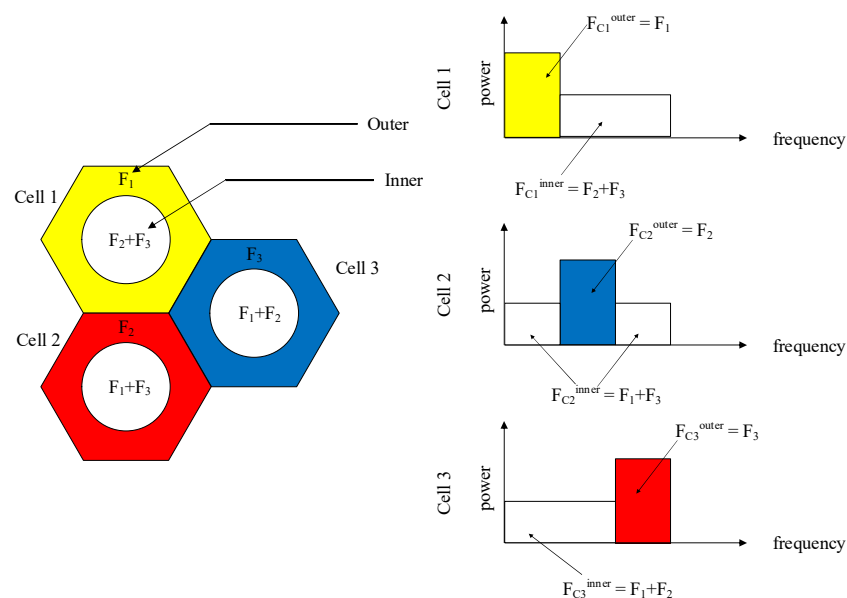 Outer
Inner
Cell 1
F1
F2+F3
Cell 3
F3
F1+F2
Cell 2
F2
F1+F3
Cell 1
power
FC1outer = F1
frequency
FC1inner = F2+F3
Cell 2
power
FC2outer = F2
frequency
FC2inner = F1+F3
Cell 3
power
FC3outer = F3
frequency
FC3inner = F1+F2